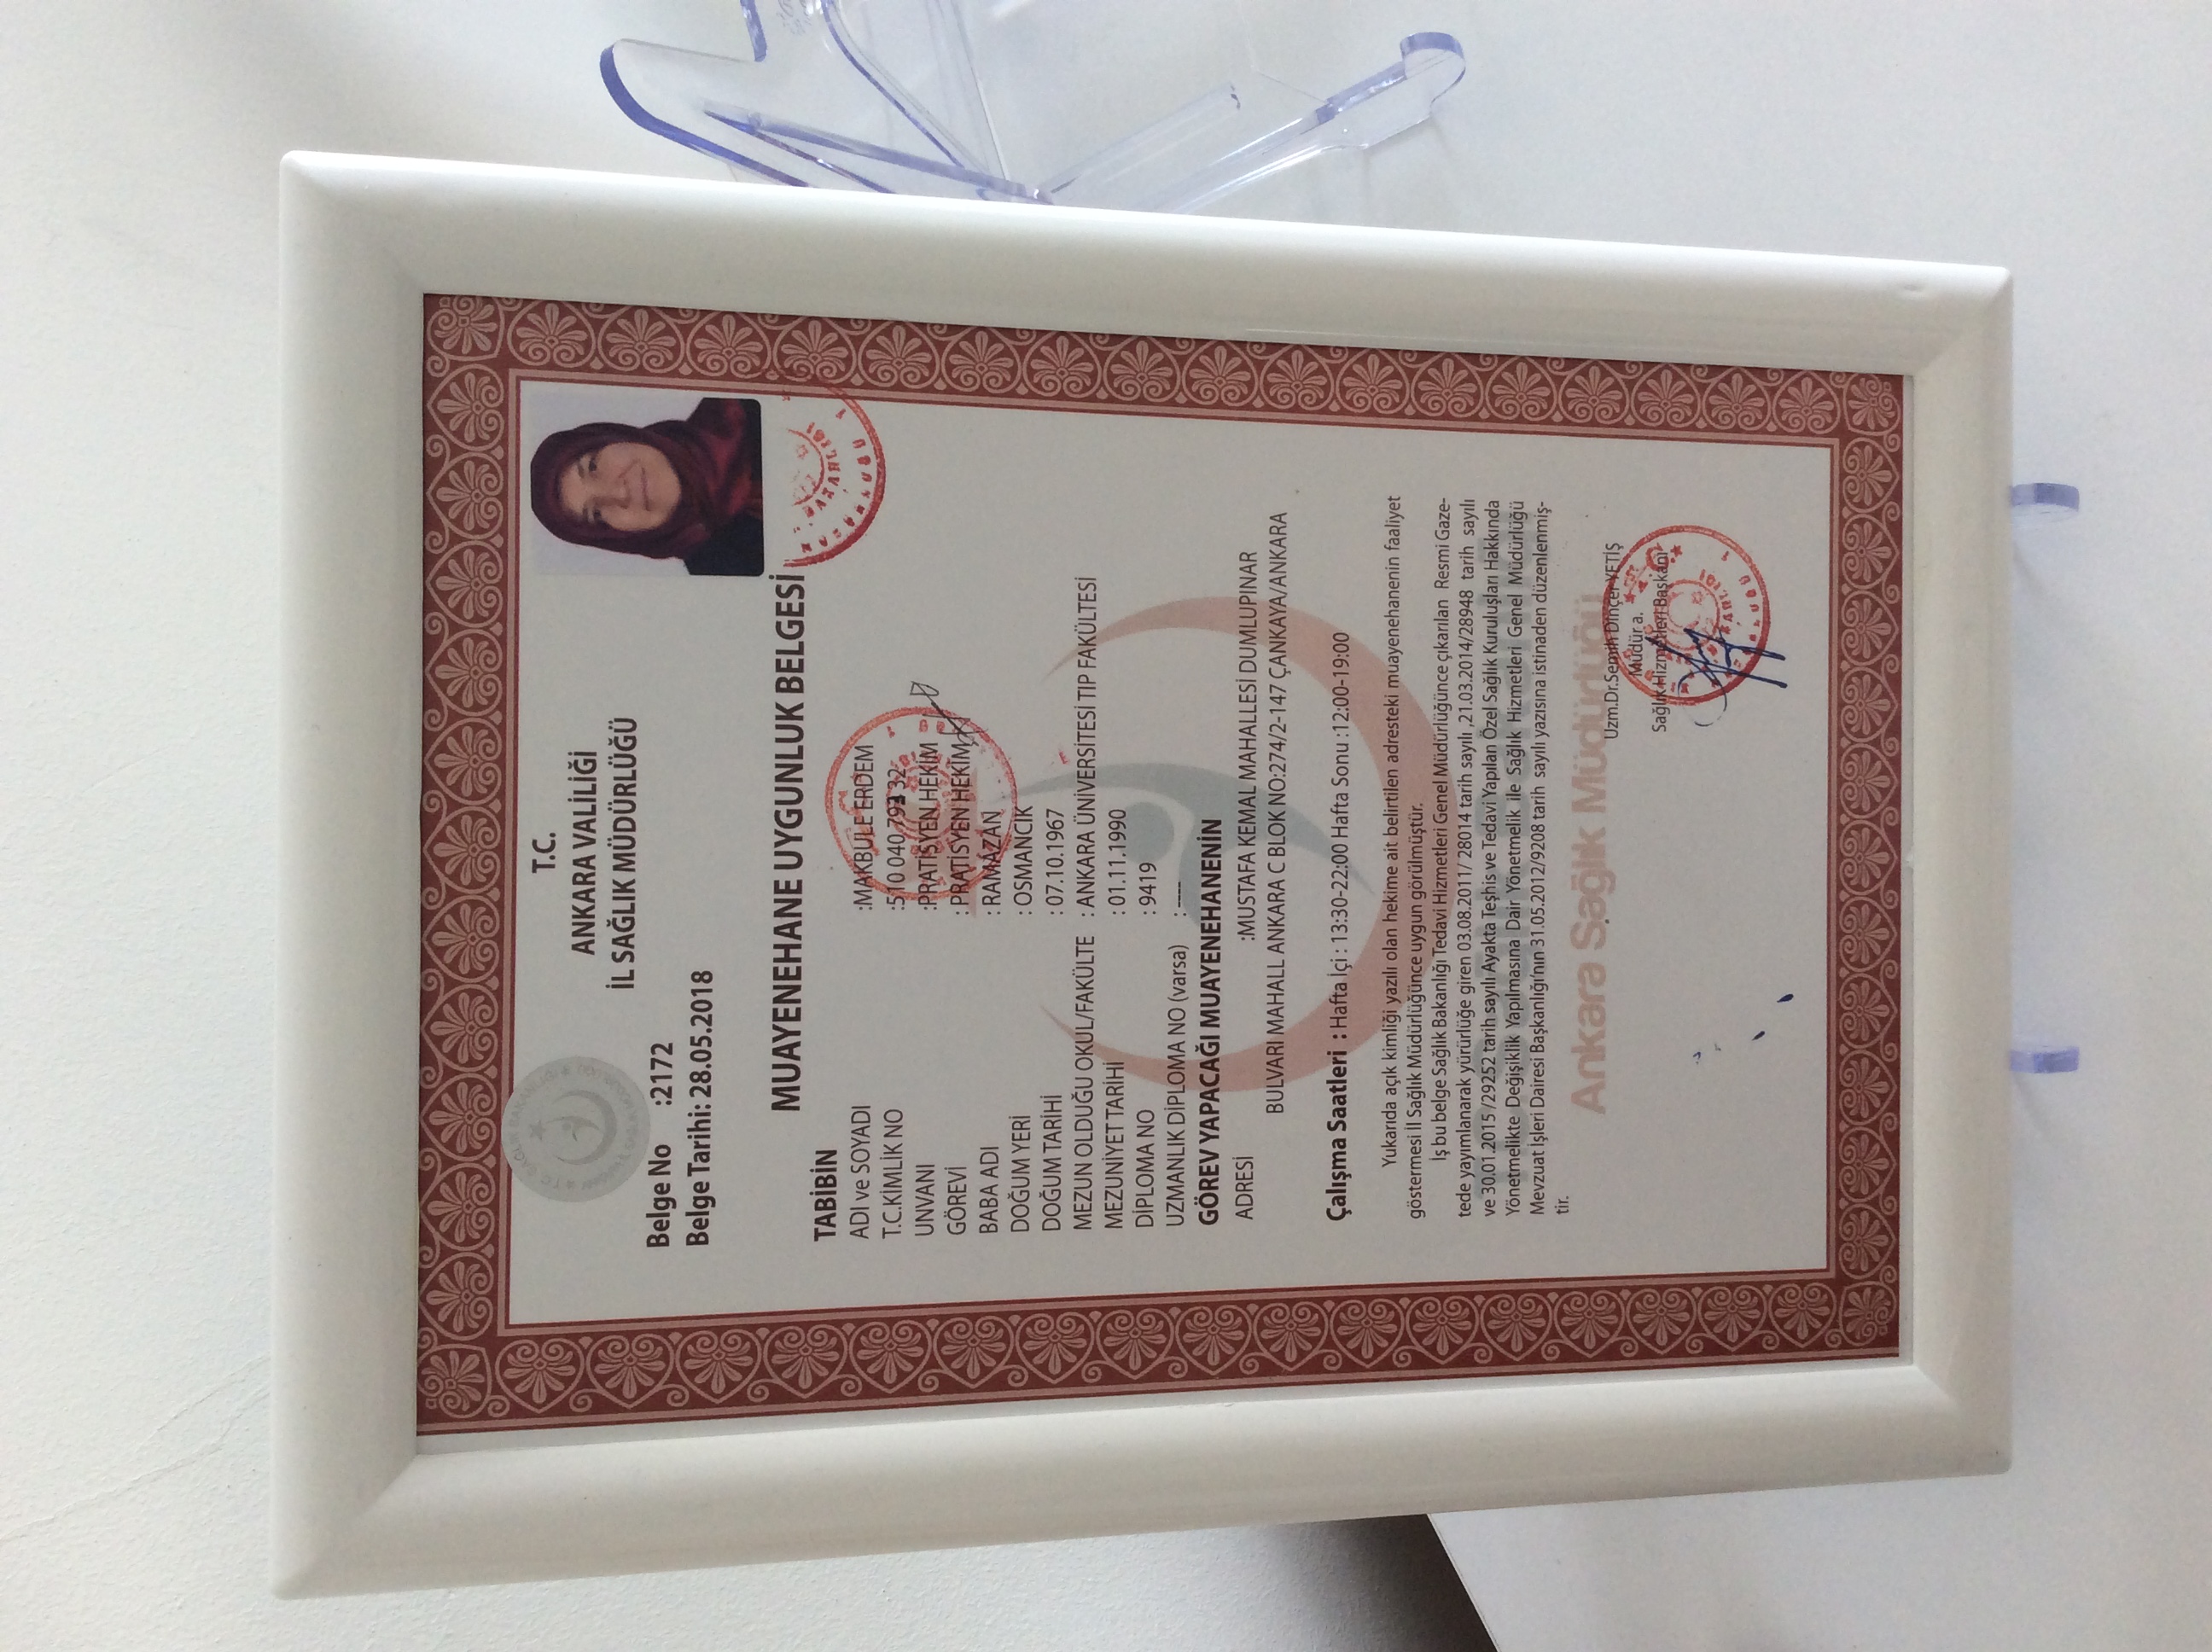 T.C.
ANKARA VALİLİĞİ
İL SAĞLIK MÜDÜRLÜĞÜ
Belge No :2172
Belge Tarihi: 28.05.2018
MUAYENEHANE UYGUNLUK BELGESİ
TABİBİN
ADI ve SOYADI :MAKBULE ERDEM
T.C.KİMLİK NO
UNVANI :PRATİSYEN HEKİM
GÖREVİ : PRATİSYEN HEKİM
BABA ADI : RAMAZAN
DOĞUM YERİ : OSMANCIK
DOĞUM TARİHİ : 07.10.1967
MEZUN OLDUĞU OKUL/FAKÜLTE : ANKARA ÜNİVERSİTESİ TIP FAKÜLTESİ
MEZUNİYET TARİHİ : 01.11.1990
DİPLOMA NO : 9419
UZMANLIK DİPLOMA NO (varsa) : ----
GÖREV YAPACAĞI MUAYENEHANENİN
ADRESİ :MUSTAFA KEMAL MAHALLESİ DUMLUPINAR
BULVARI MAHALL ANKARA C BLOK NO:274/2-147 ÇANKAYA/ANKARA
Çalışma Saatleri : Hafta İçi : 13:30-22:00 Hafta Sonu :12:00-19:00
Yukarıda açık kimliği yazılı olan hekime ait belirtilen adresteki muayenehanenin faaliyet
göstermesi İl Sağlık Müdürlüğünce uygun görülmüştür.
İş bu belge Sağlık Bakanlığı Tedavi Hizmetleri Genel Müdürlüğünce çıkarılan Resmi Gaze-
tede yayımlanarak yürürlüğe giren 03.08.2011/ 28014 tarih sayılı ,21.03.2014/28948 tarih sayılı
ve 30.01.2015 /29252 tarih sayılı Ayakta Teşhis ve Tedavi Yapılan Özel Sağlık Kuruluşları Hakkında
Yönetmelikte Değişiklik Yapılmasına Dair Yönetmelik ile Sağlık Hizmetleri Genel Müdürlüğü
Mevzuat İşleri Dairesi Başkanlığı'nın 31.05.2012/9208 tarih sayılı yazısına istinaden düzenlenmiş-
tir.
Ankara Sağlık Müdürlüğü
Uzm.Dr.Semih Dinçer YETİŞ
Müdür a.
Sağlık Hizmetleri Başkanı